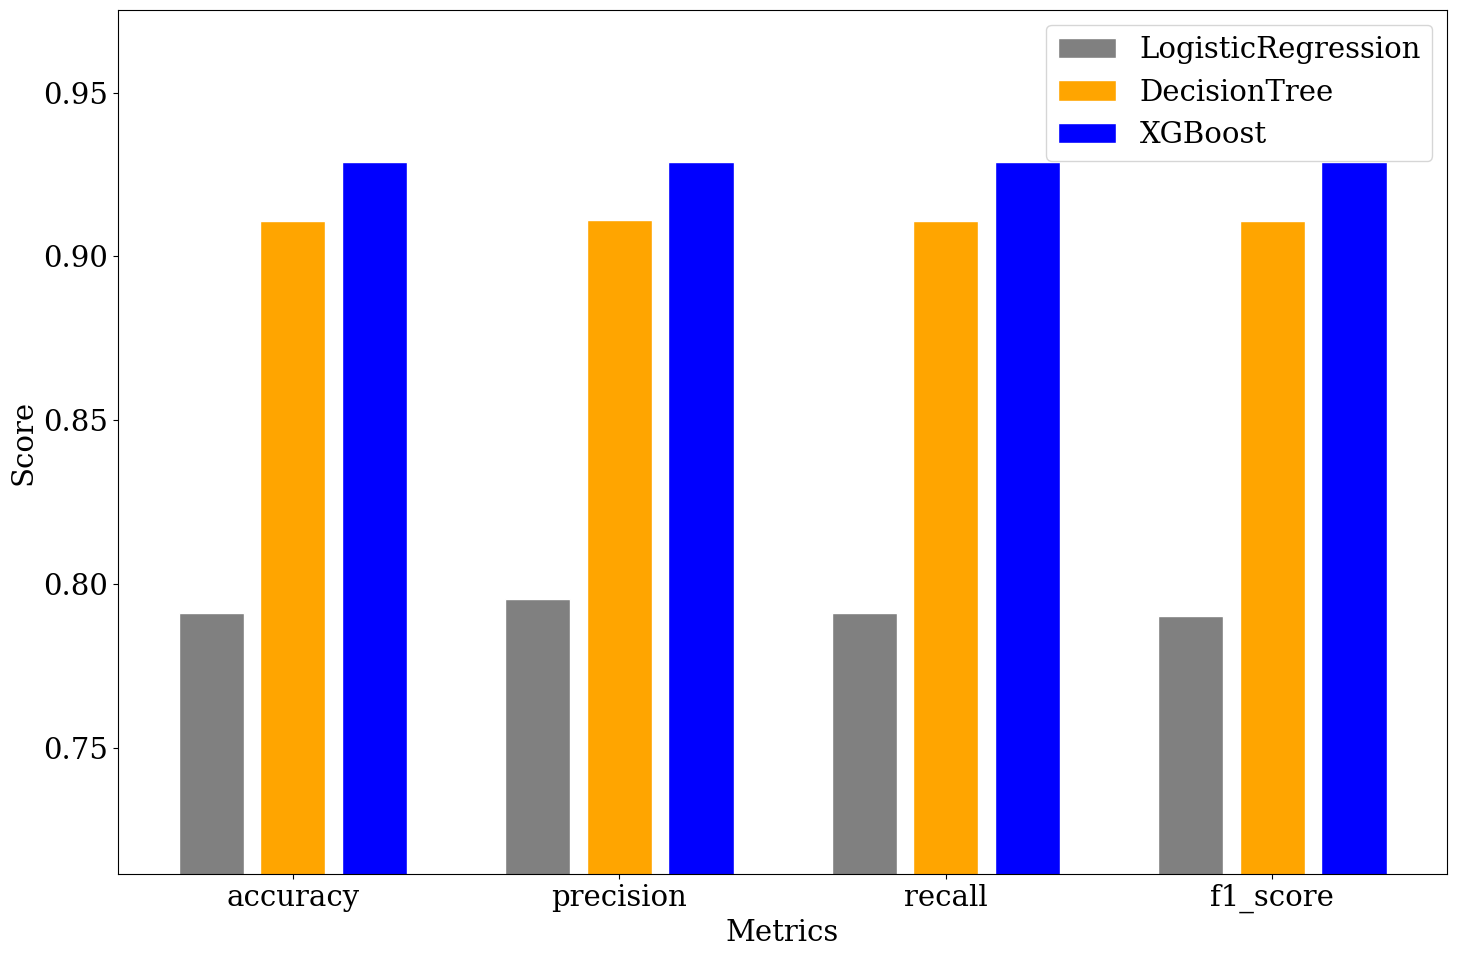 LogisticRegression
DecisionTree
XGBoost
0.95
0.90
0.85
0.80
0.75
Score
accuracy precision recall f1_score
Metrics